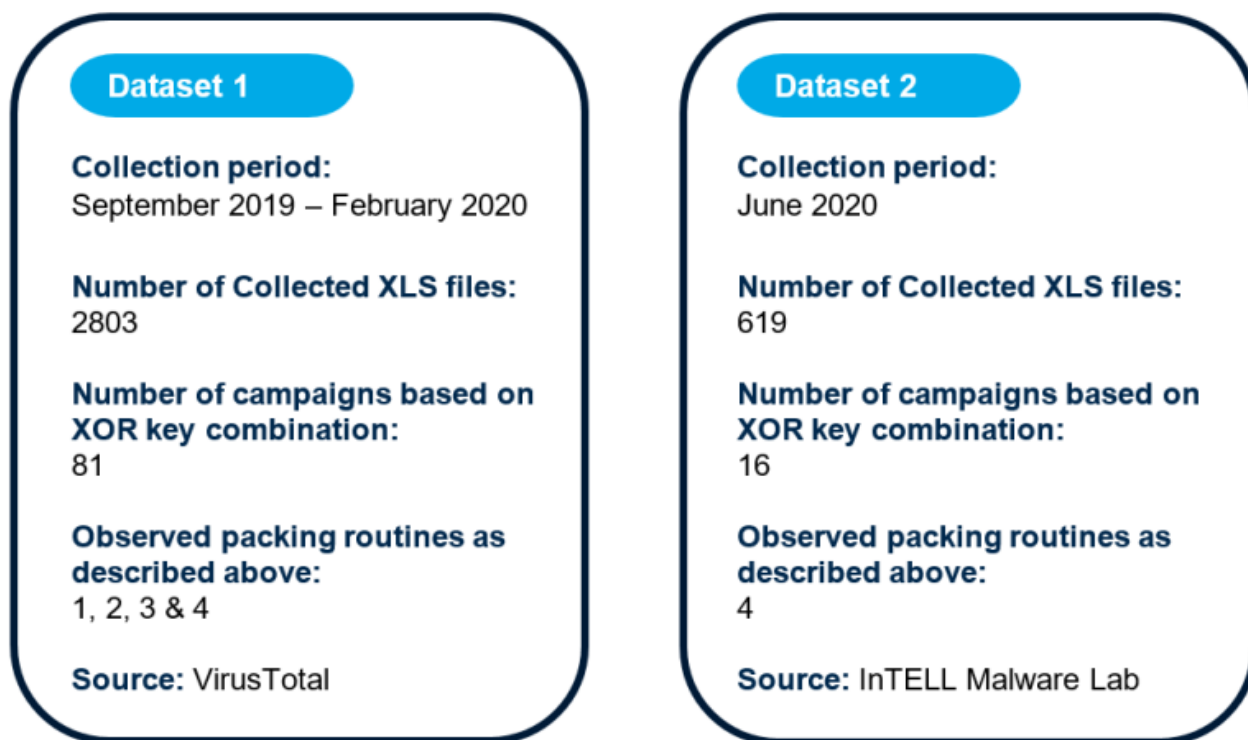 Dataset 1
Collection period:
September 2019 – February 2020
Number of Collected XLS files:
2803
Number of campaigns based on
XOR key combination:
81
Observed packing routines as
described above:
1, 2, 3 & 4
Source: VirusTotal
Dataset 2
Collection period:
June 2020
Number of Collected XLS files:
619
Number of campaigns based on
XOR key combination:
16
Observed packing routines as
described above:
4
Source: InTELL Malware Lab